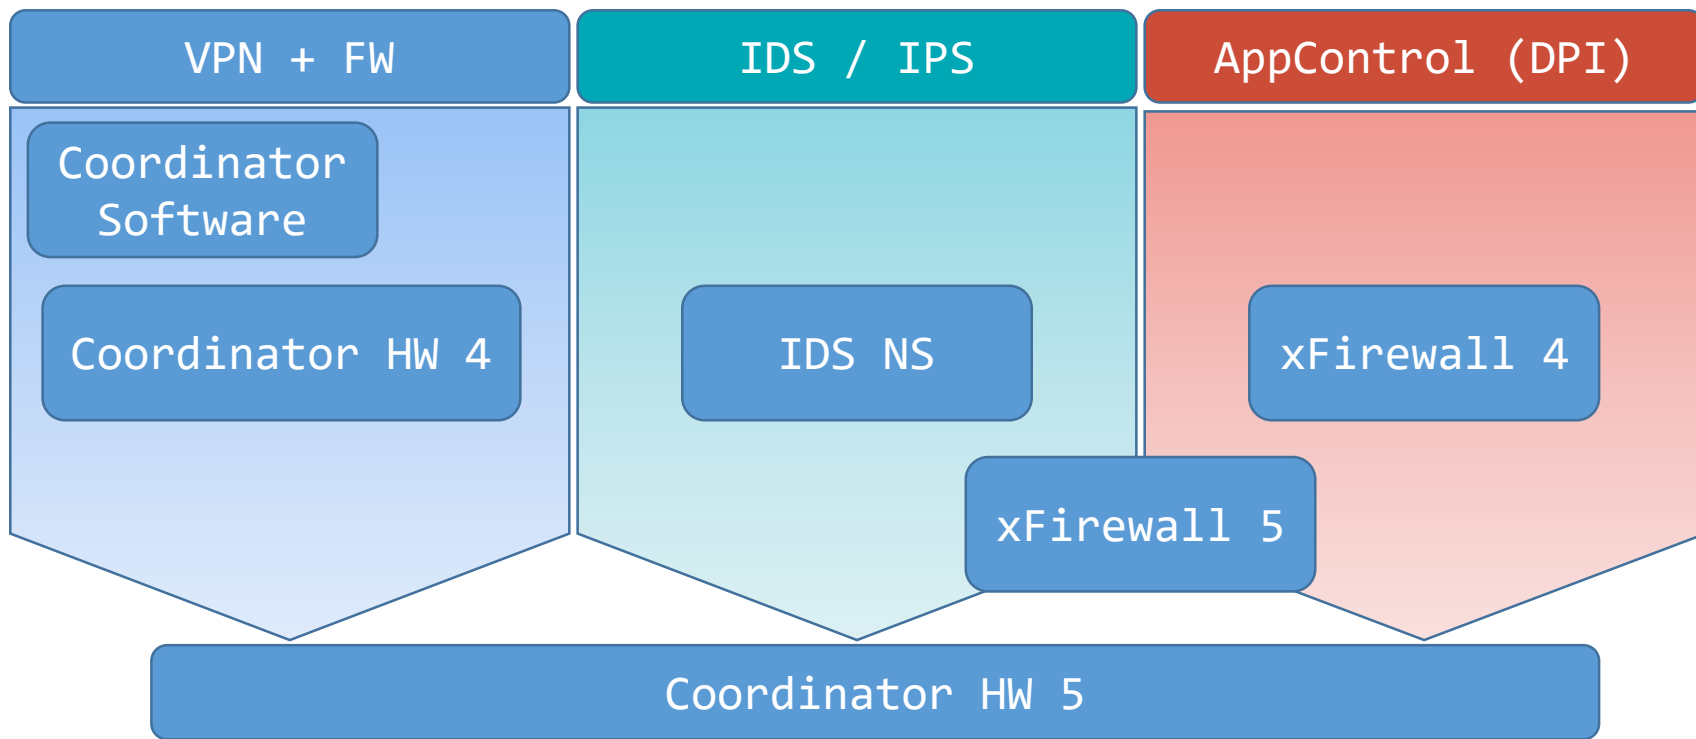 VPN + FW
IDS / IPS
AppControl (DPI)
Coordinator
Software
Coordinator HW 4
IDS NS
xFirewall 4
xFirewall 5
Coordinator HW 5